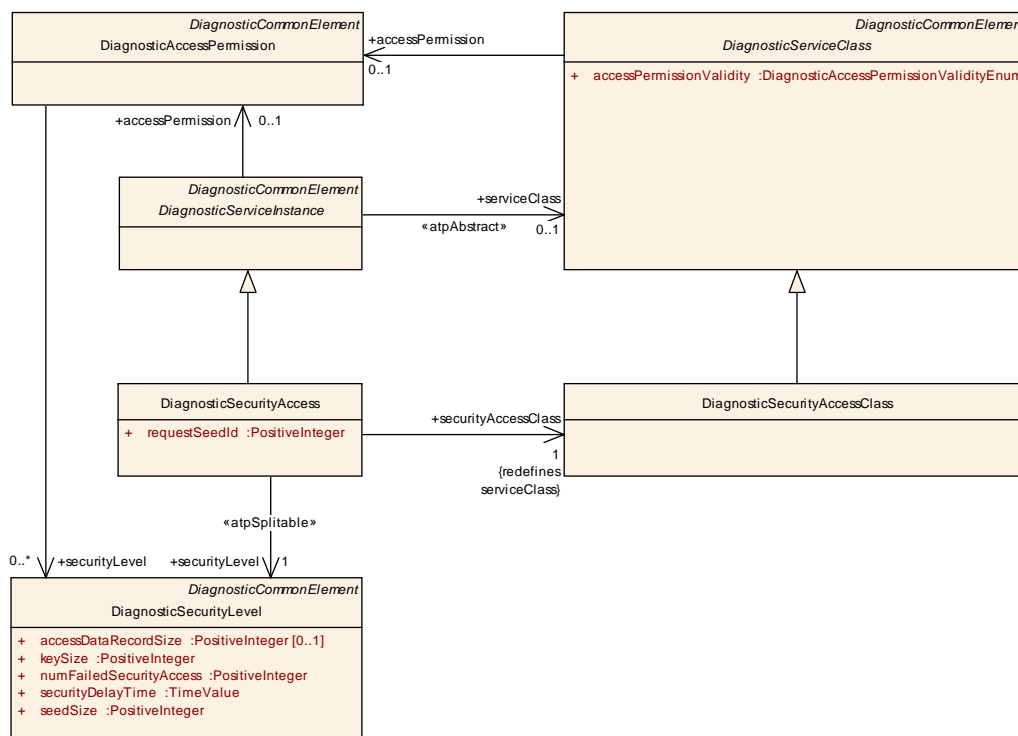 DiagnosticCommonElement
DiagnosticAccessPermission
DiagnosticCommonElement
DiagnosticServiceClass
+ accessPermissionValidity :DiagnosticAccessPermissionValidityEnum
+accessPermission
0..1
+accessPermission 0..1
DiagnosticCommonElement
DiagnosticServiceInstance
+serviceClass
«atpAbstract» 0..1
DiagnosticSecurityAccess
+ requestSeedId :PositiveInteger
+securityAccessClass
1
{redefines
serviceClass}
DiagnosticSecurityAccessClass
«atpSplitable»
0..* +securityLevel +securityLevel 1
DiagnosticCommonElement
DiagnosticSecurityLevel
+ accessDataRecordSize :PositiveInteger [0..1]
+ keySize :PositiveInteger
+ numFailedSecurityAccess :PositiveInteger
+ securityDelayTime :TimeValue
+ seedSize :PositiveInteger